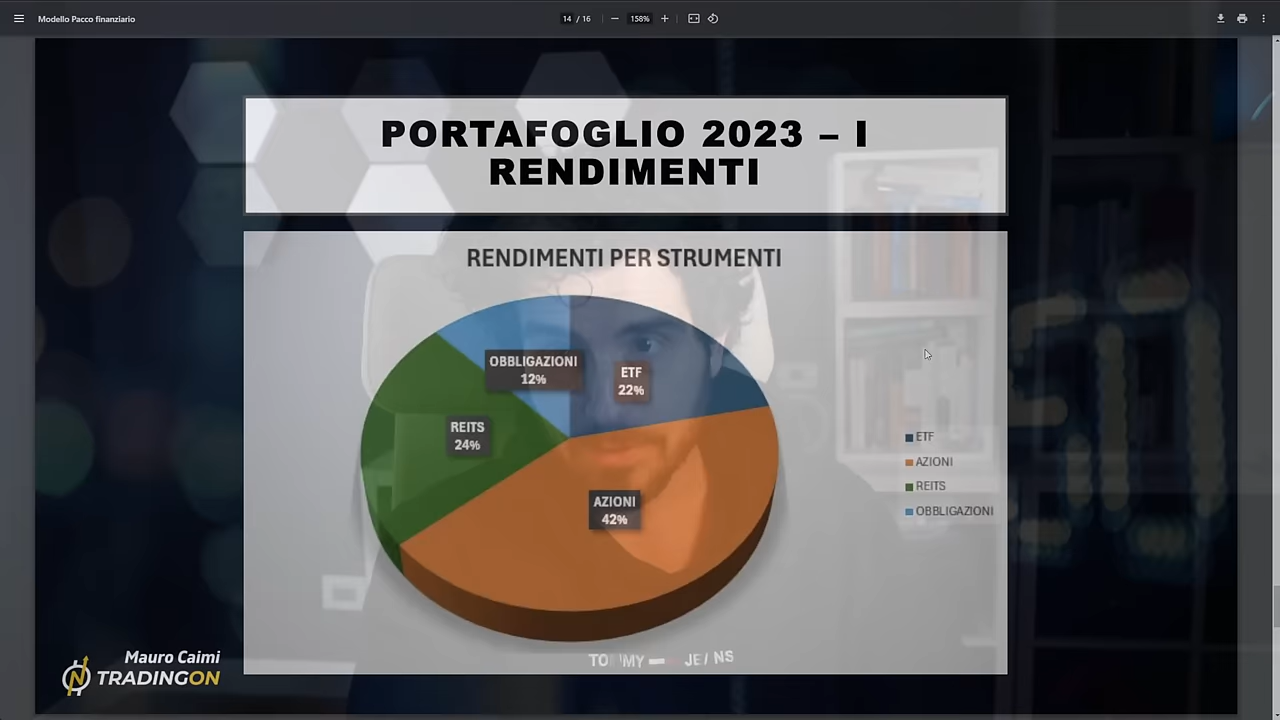 Modello Pacco finanziario
14 / 16
158%
PORTAFOGLIO 2023 – I
RENDIMENTI
RENDIMENTI PER STRUMENTI
OBBLIGAZIONI
12%
ETF
22%
REITS
24%
AZIONI
42%
ETF
AZIONI
REITS
OBBLIGAZIONI
Mauro Caimi
TRADINGON